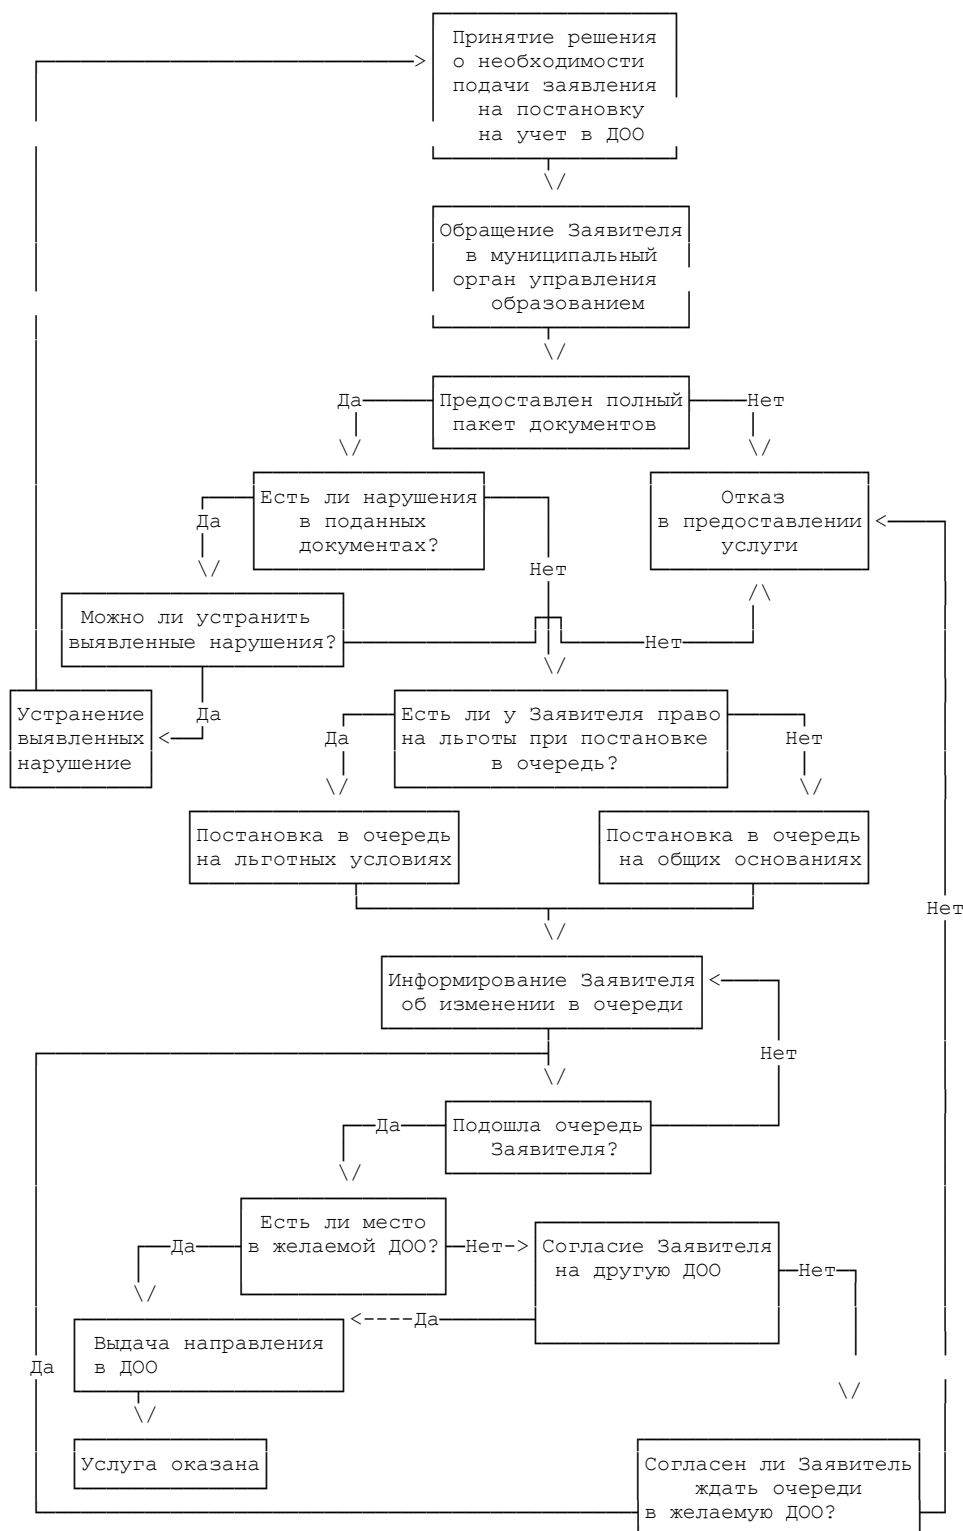 Принятие решения
о необходимости
подачи заявления
на постановку
на учет в ДОО
Обращение Заявителя
в муниципальный
орган управления
образованием
Да
Предоставлен полный
пакет документов
Нет
Есть ли нарушения
в поданных
документах?
Отказ
в предоставлении
услуги
Да
Нет
Можно ли устранить
выявленные нарушения?
Нет
Да
Устранение
выявленных
нарушение
Есть ли у Заявителя право
на льготы при постановке
в очередь?
Да
Нет
Постановка в очередь
на льготных условиях
Постановка в очередь
на общих основаниях
Нет
Информирование Заявителя
об изменении в очереди
Нет
Да
Подошла очередь
Заявителя?
Есть ли место
в желаемой ДОО?
Да
Нет->
Согласие Заявителя
на другую ДОО
Нет
<----Да
Выдача направления
в ДОО
Да
Услуга оказана
Согласен ли Заявитель
ждать очереди
в желаемую ДОО?